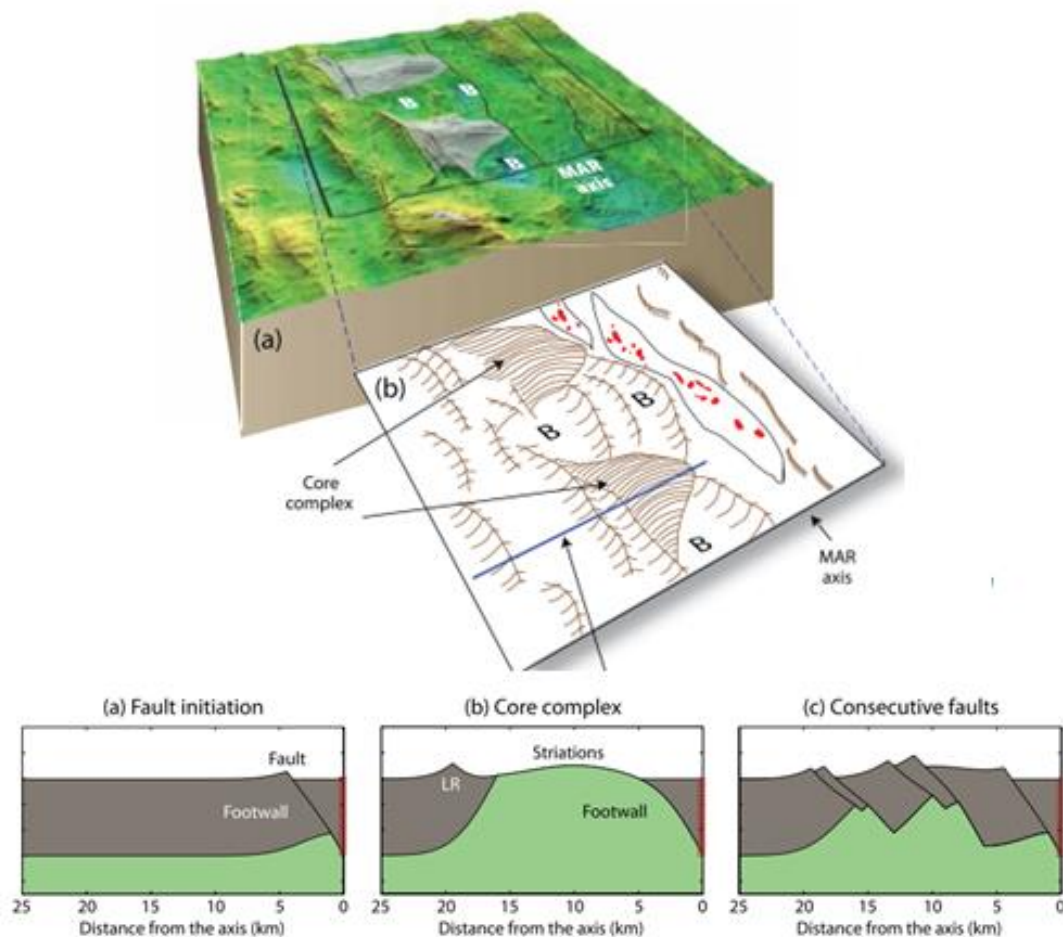 B
B
B
MAR
axis
(a)
(b)
B
B
B
Core
complex
MAR
axis
(a) Fault initiation
Fault
Footwall
25 20 15 10 5 0
Distance from the axis (km)
(b) Core complex
Striations
LR
Footwall
25 20 15 10 5 0
Distance from the axis (km)
(c) Consecutive faults
25 20 15 10 5 0
Distance from the axis (km)